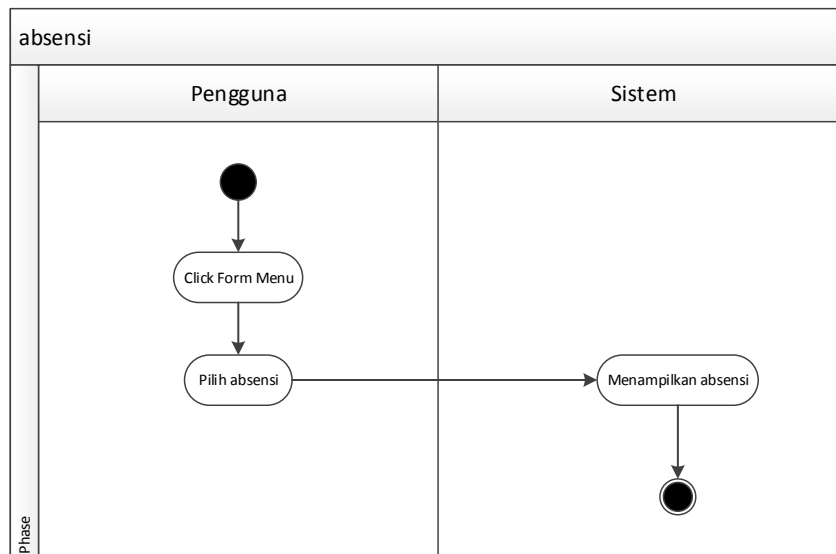 absensi
Pengguna
Sistem
Click Form Menu
Pilih absensi
Menampilkan absensi
Phase